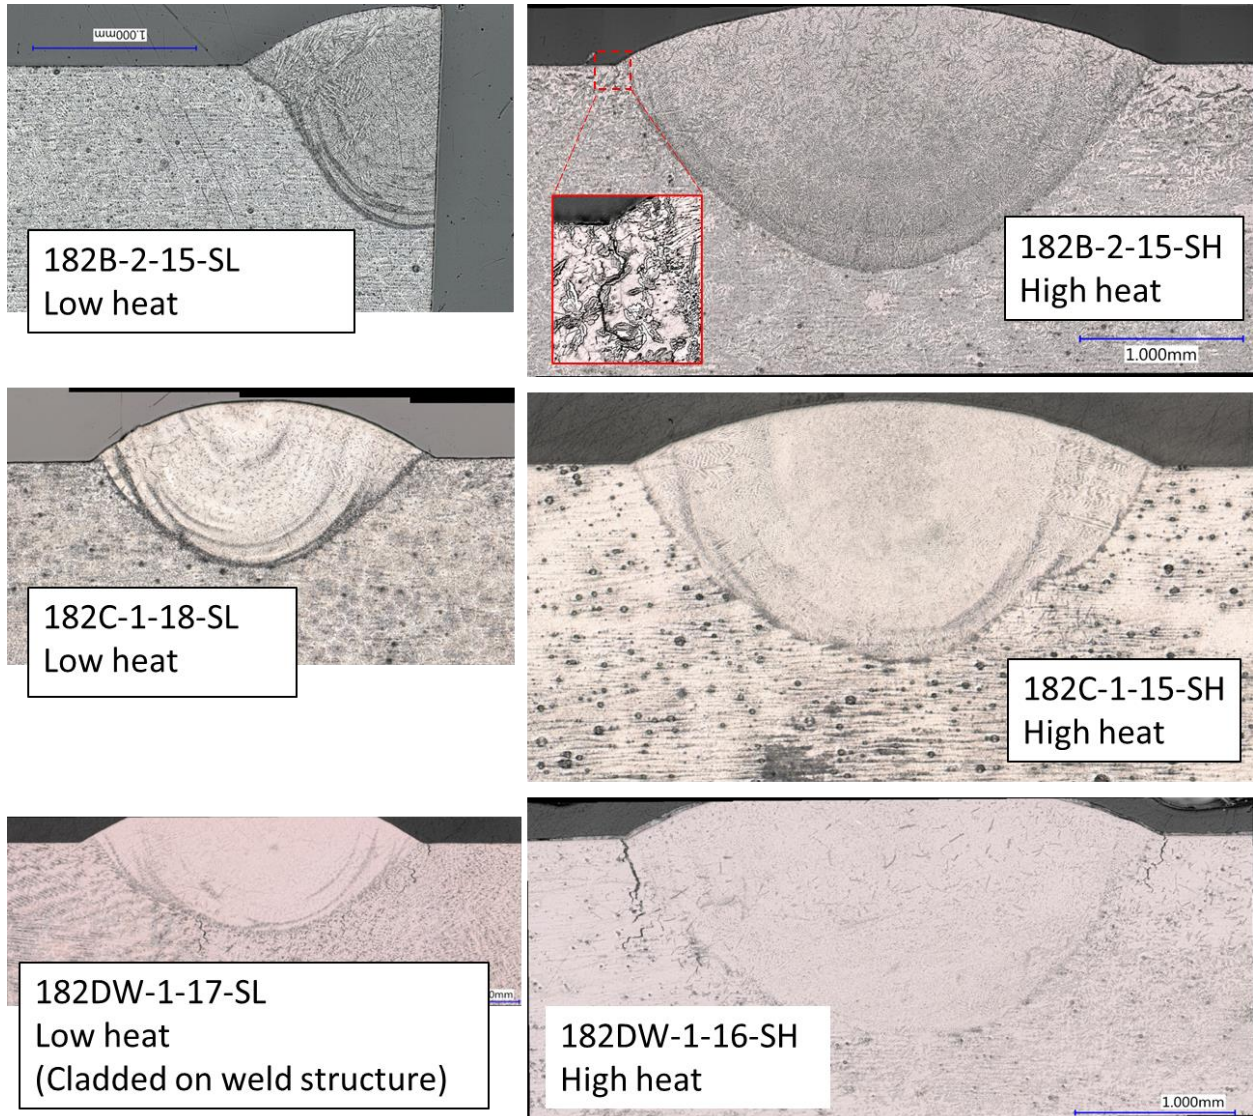 1.000mm
182B-2-15-SL
Low heat
182B-2-15-SH
High heat
1.000mm
182C-1-18-SL
Low heat
182C-1-15-SH
High heat
182DW-1-17-SL
Low heat
(Cladded on weld structure)
182DW-1-16-SH
High heat
1.000mm